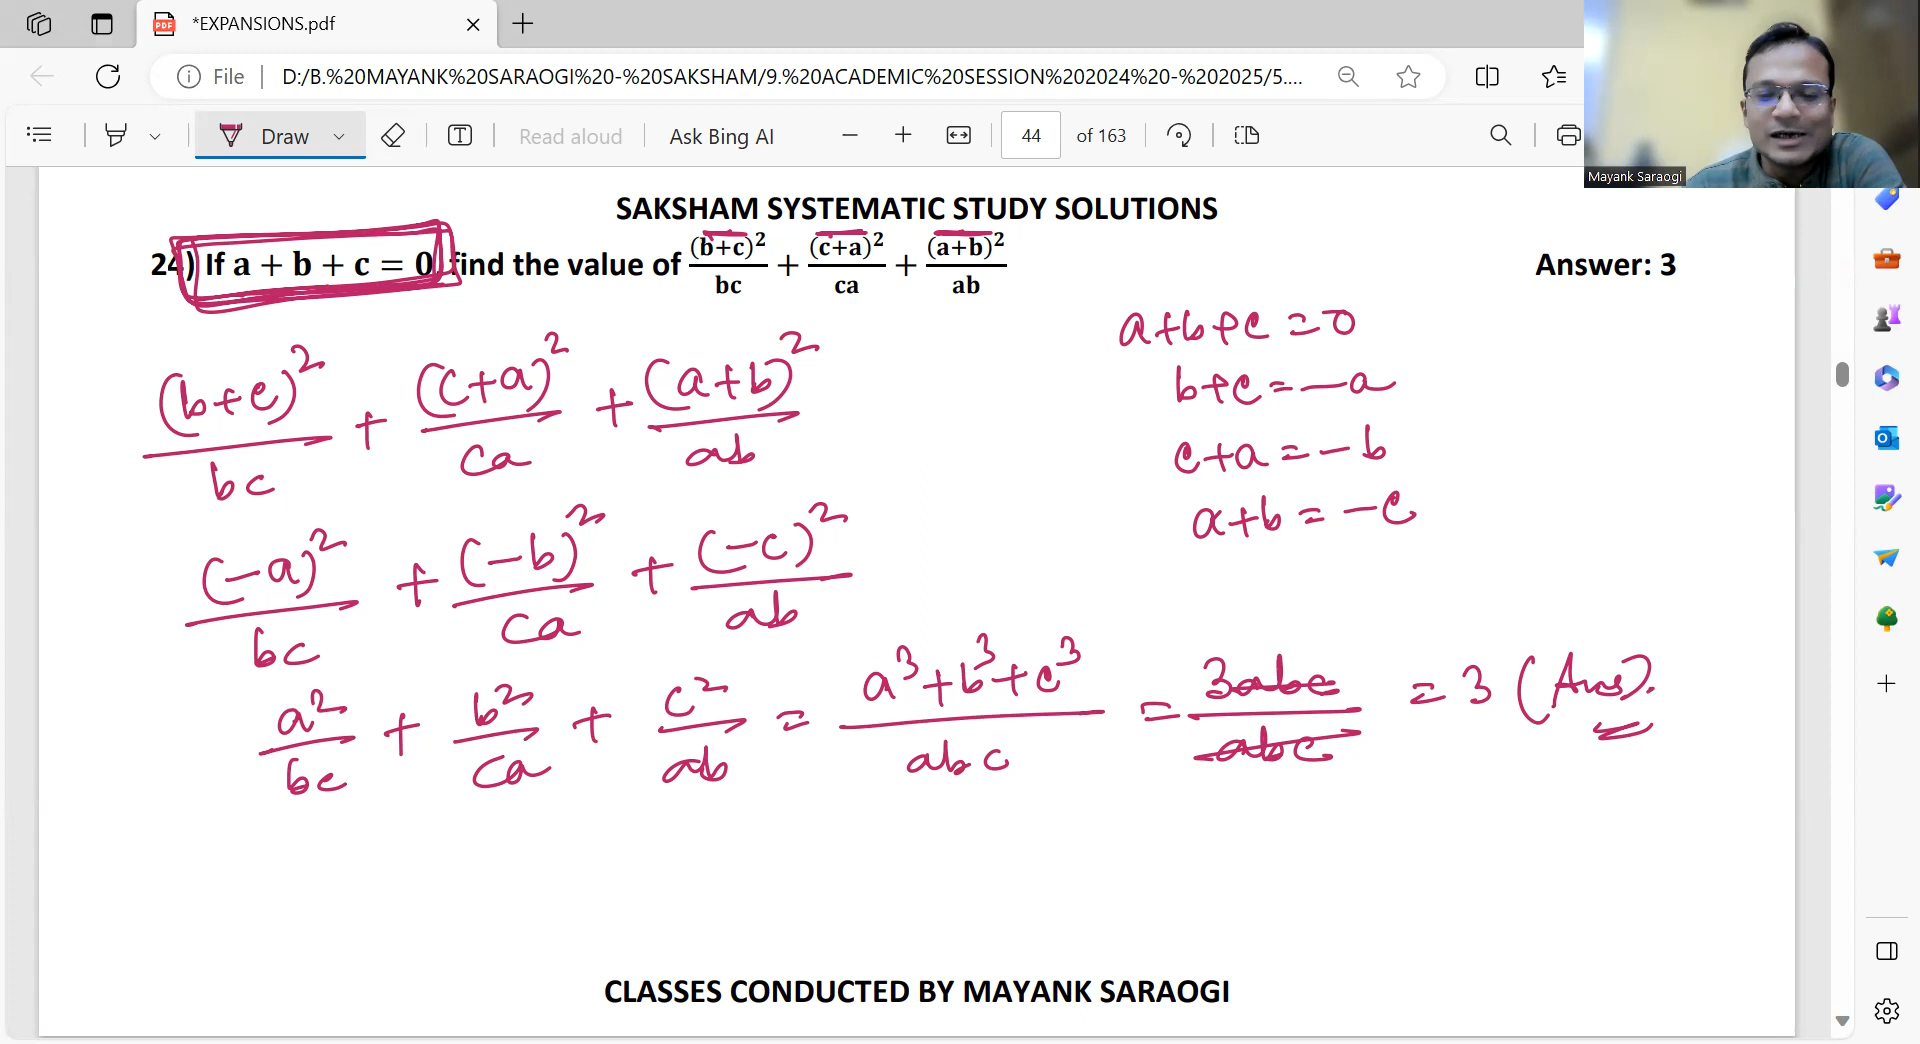 *EXPANSIONS.pdf
File | D:/B.%20MAYANK%20SARAOGI%20-%20SAKSHAM/9.%20ACADEMIC%20SESSION%202024%20-%202025/5....
Draw Read aloud Ask Bing AI 44 of 163
Mayank Saraogi
SAKSHAM SYSTEMATIC STUDY SOLUTIONS
24) If a + b + c = 0 find the value of (b+c)²/bc + (c+a)²/ca + (a+b)²/ab Answer: 3
a+b+c = 0
(b+c)²/bc + (c+a)²/ca + (a+b)²/ab
b+c = -a
c+a = -b
a+b = -c
(-a)²/bc + (-b)²/ca + (-c)²/ab
a²/bc + b²/ca + c²/ab = a³+b³+c³/abc = 3abc/abc = 3 (Ans).
CLASSES CONDUCTED BY MAYANK SARAOGI